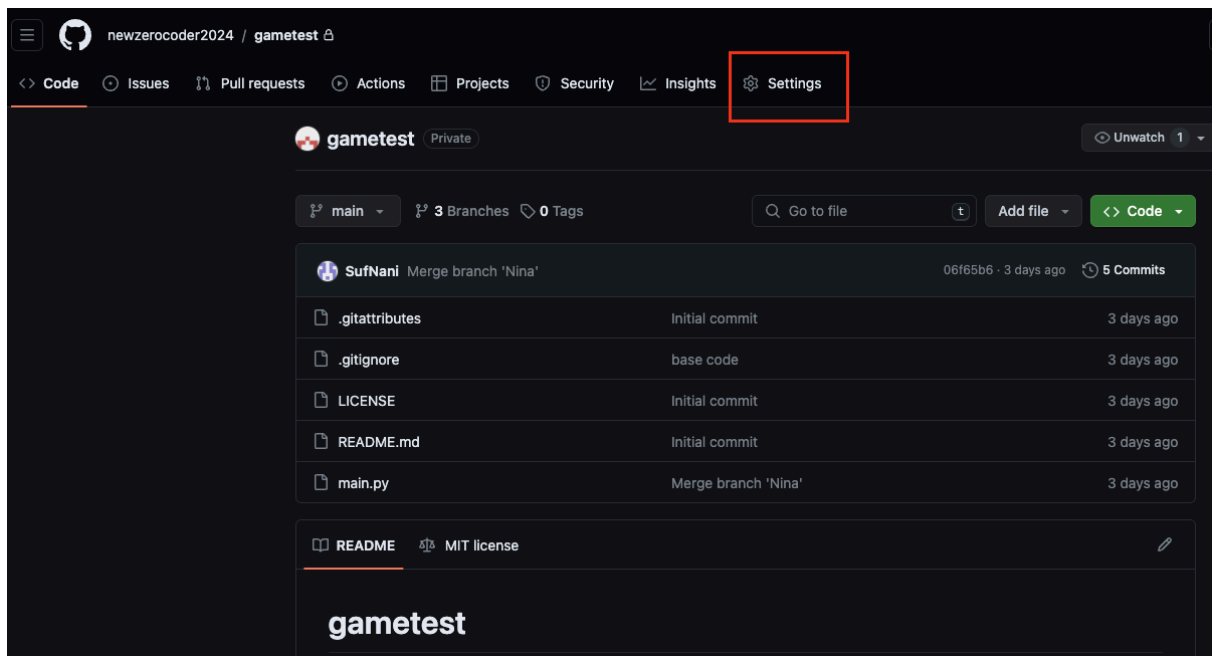 newzerocoder2024 / gametest
<> Code Issues Pull requests Actions Projects Security Insights Settings
gametest Private Unwatch 1
main 3 Branches 0 Tags Go to file t Add file <> Code
SufNani Merge branch 'Nina' 06f65b6 · 3 days ago 5 Commits
.gitattributes Initial commit 3 days ago
.gitignore base code 3 days ago
LICENSE Initial commit 3 days ago
README.md Initial commit 3 days ago
main.py Merge branch 'Nina' 3 days ago
README MIT license
gametest